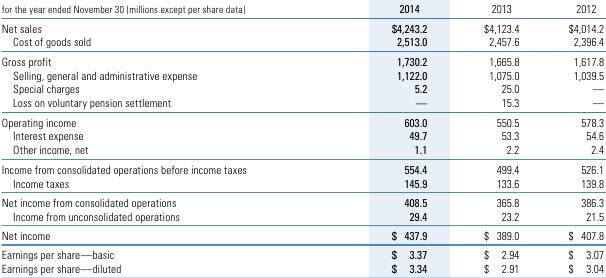 for the year ended November 30 (millions except per share data) 2014 2013 2012
Net sales $4,243.2 $4,123.4 $4,014.2
Cost of goods sold 2,513.0 2,457.6 2,396.4
Gross profit 1,730.2 1,665.8 1,617.8
Selling, general and administrative expense 1,122.0 1,075.0 1,039.5
Special charges 5.2 25.0 —
Loss on voluntary pension settlement — 15.3 —
Operating income 603.0 550.5 578.3
Interest expense 49.7 53.3 54.6
Other income, net 1.1 2.2 2.4
Income from consolidated operations before income taxes 554.4 499.4 526.1
Income taxes 145.9 133.6 139.8
Net income from consolidated operations 408.5 365.8 386.3
Income from unconsolidated operations 29.4 23.2 21.5
Net income $ 437.9 $ 389.0 $ 407.8
Earnings per share—basic $ 3.37 $ 2.94 $ 3.07
Earnings per share—diluted $ 3.34 $ 2.91 $ 3.04